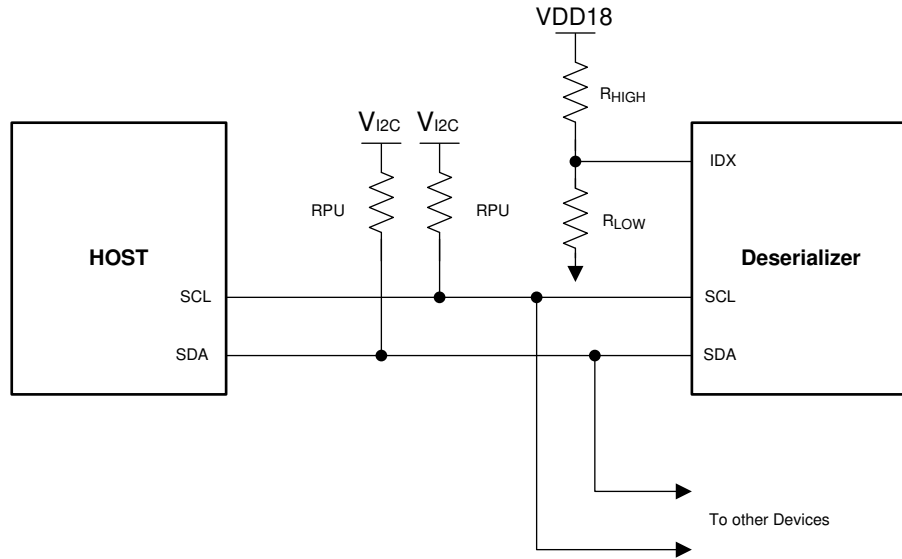 VDD18
RHIGH
VI2C VI2C
IDX
RPU RPU
RLOW
HOST Deserializer
SCL SCL
SDA SDA
To other Devices